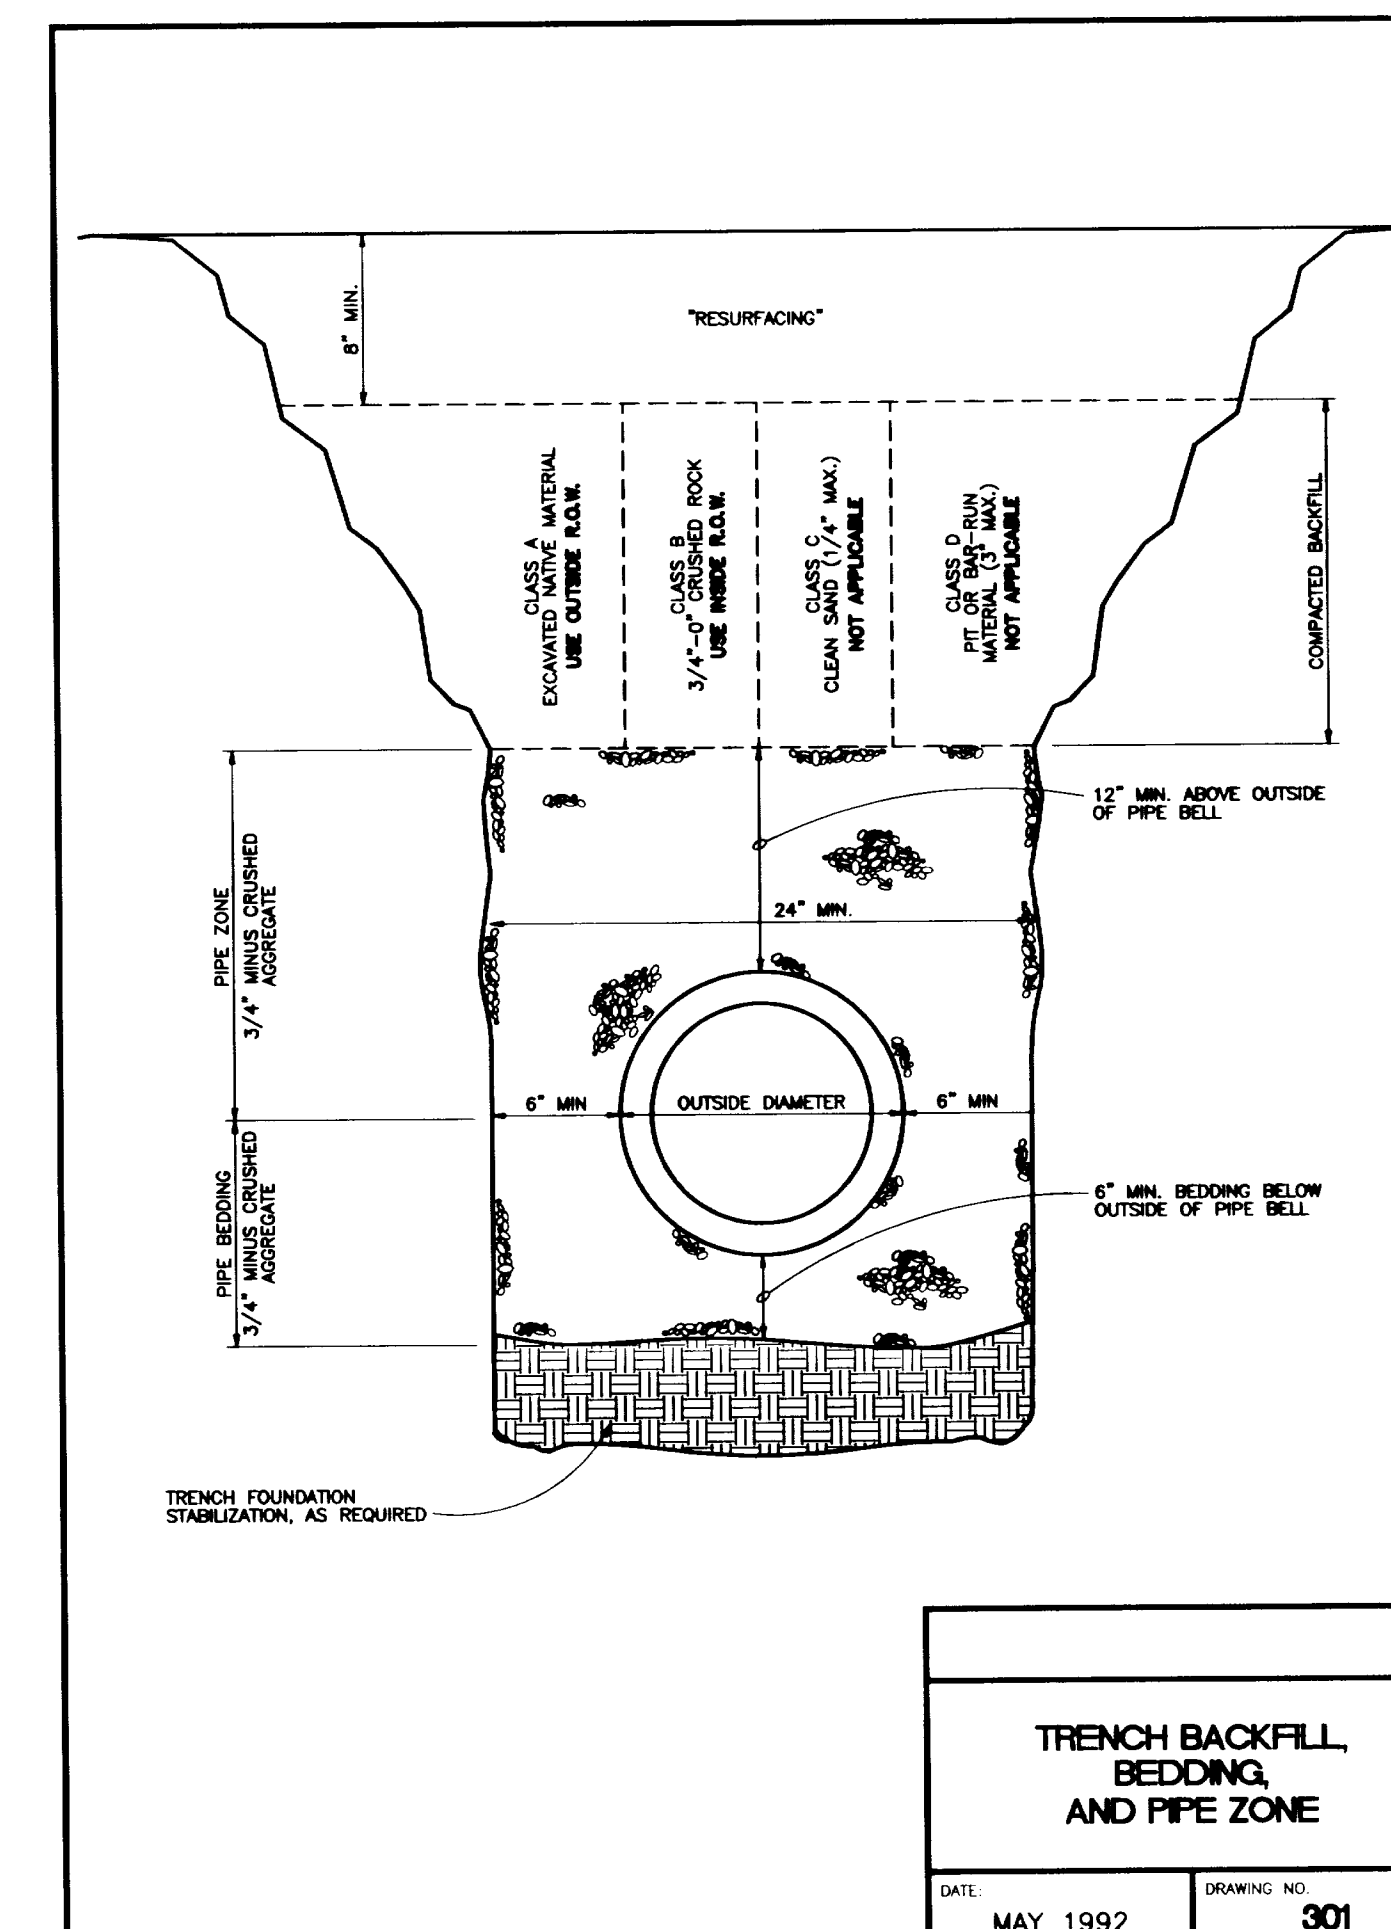 8" MIN.
"RESURFACING"
CLASS A
EXCAVATED NATIVE MATERIAL
USE OUTSIDE R.O.W.
CLASS B
3/4"-0" CRUSHED ROCK
USE INSIDE R.O.W.
CLASS C
CLEAN SAND (1/4" MAX.)
NOT APPLICABLE
CLASS D
PIT OR BAR-RUN
MATERIAL (3" MAX.)
NOT APPLICABLE
COMPACTED BACKFILL
12" MIN. ABOVE OUTSIDE
OF PIPE BELL
24" MIN.
PIPE ZONE
3/4" MINUS CRUSHED
AGGREGATE
6" MIN
OUTSIDE DIAMETER
6" MIN
PIPE BEDDING
3/4" MINUS CRUSHED
AGGREGATE
6" MIN. BEDDING BELOW
OUTSIDE OF PIPE BELL
TRENCH FOUNDATION
STABILIZATION, AS REQUIRED
TRENCH BACKFILL,
BEDDING,
AND PIPE ZONE
DATE:
MAY 1992
DRAWING NO.
301